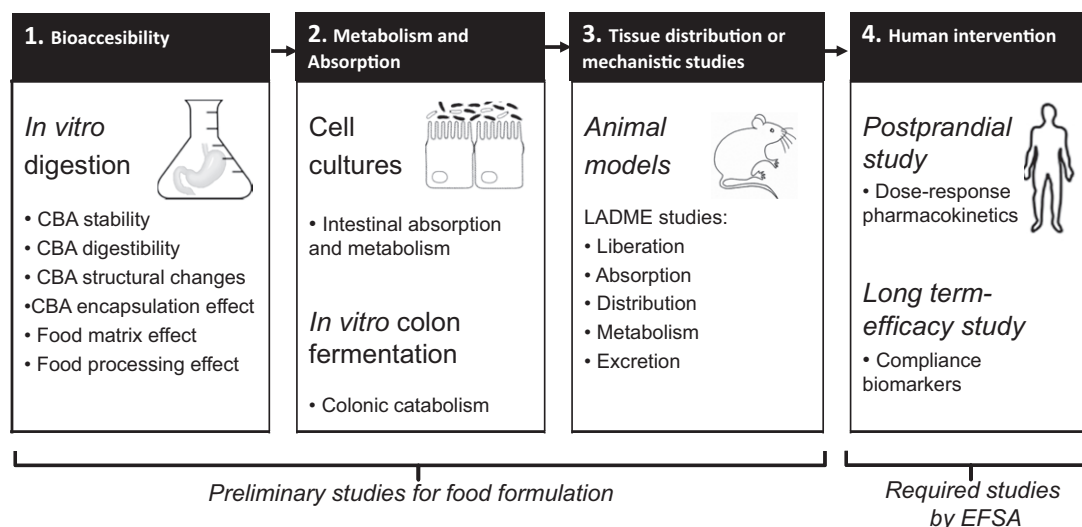 1. Bioaccesibility
In vitro
digestion
• CBA stability
• CBA digestibility
• CBA structural changes
•CBA encapsulation effect
• Food matrix effect
• Food processing effect
2. Metabolism and
Absorption
Cell
cultures
• Intestinal absorption
and metabolism
In vitro colon
fermentation
• Colonic catabolism
3. Tissue distribution or
mechanistic studies
Animal
models
LADME studies:
• Liberation
• Absorption
• Distribution
• Metabolism
• Excretion
4. Human intervention
Postprandial
study
• Dose-response
pharmacokinetics
Long term-
efficacy study
• Compliance
biomarkers
Preliminary studies for food formulation
Required studies
by EFSA